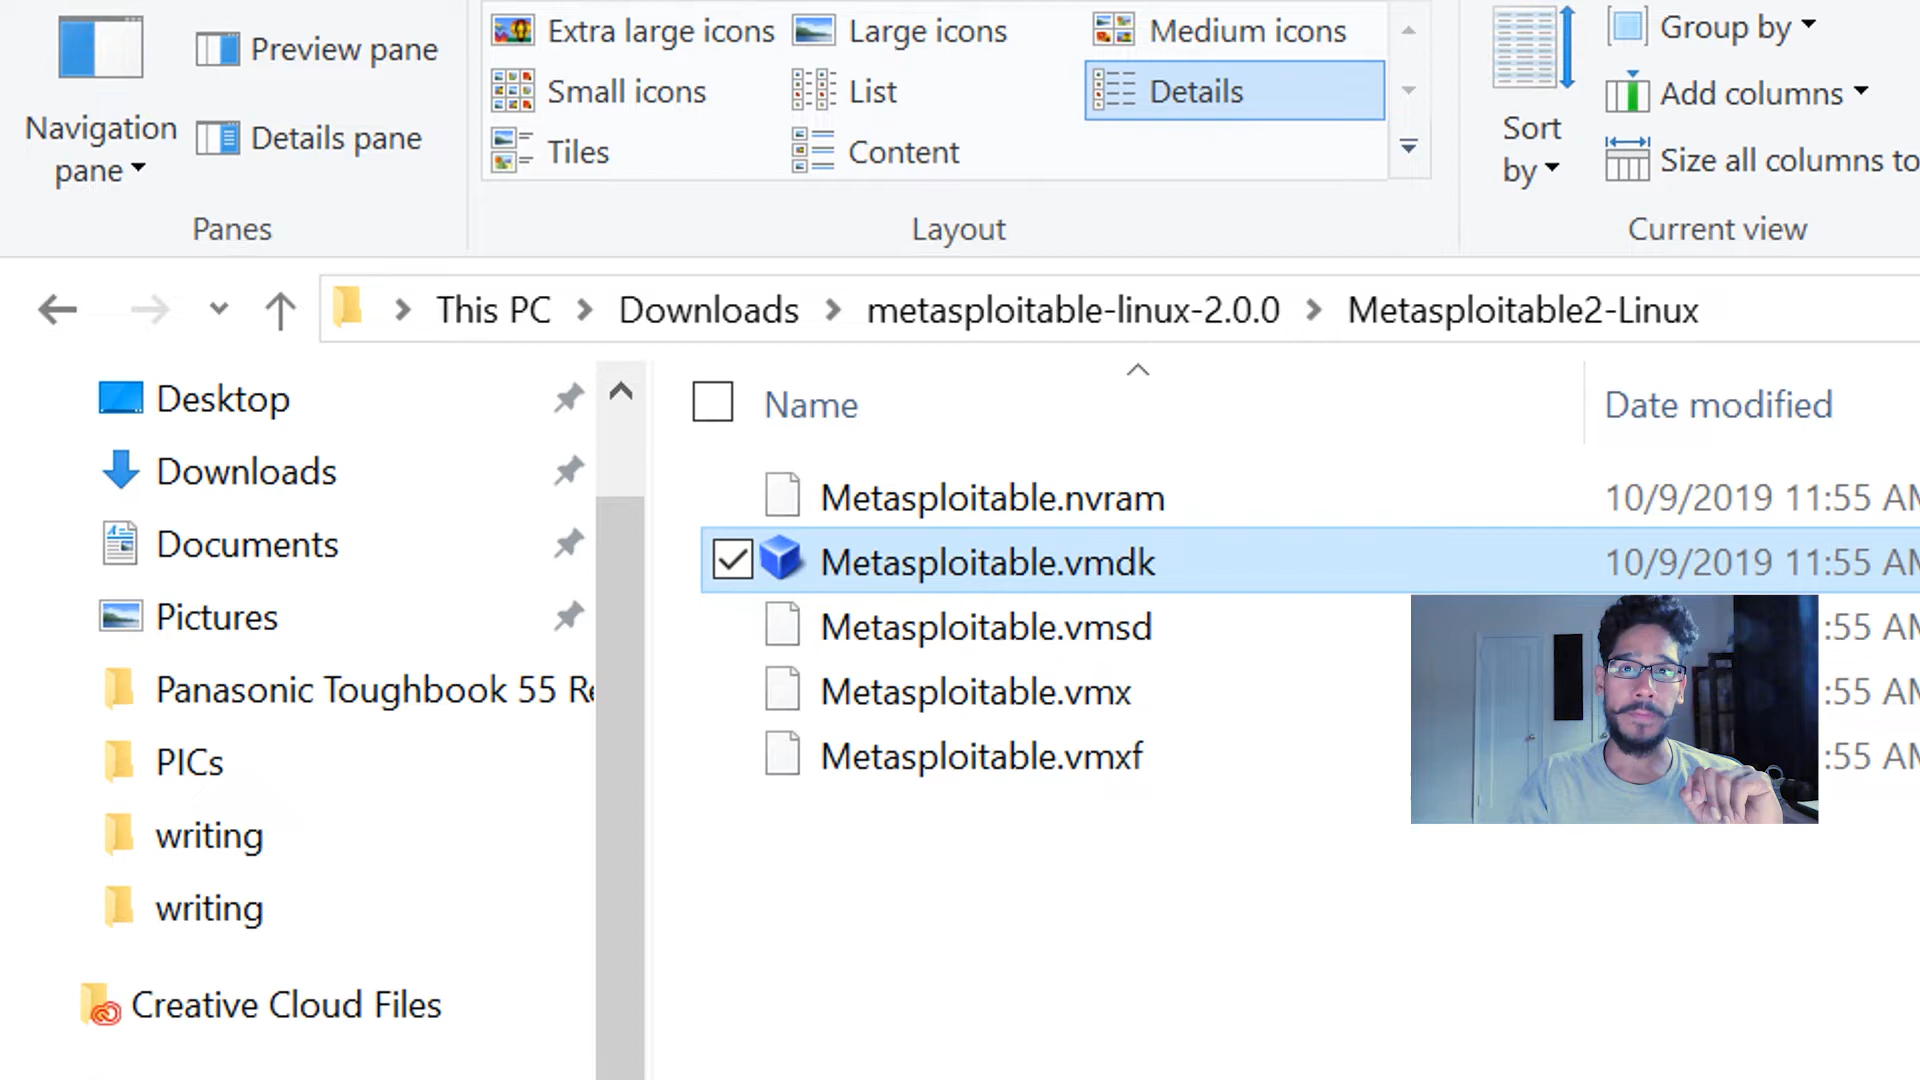 Navigation pane
Preview pane
Details pane
Panes
Extra large icons
Large icons
Medium icons
Small icons
List
Details
Tiles
Content
Layout
Sort by
Group by
Add columns
Size all columns to
Current view
This PC
Downloads
metasploitable-linux-2.0.0
Metasploitable2-Linux
Desktop
Downloads
Documents
Pictures
Panasonic Toughbook 55 Re
PICs
writing
writing
Creative Cloud Files
Name
Date modified
Metasploitable.nvram
10/9/2019 11:55 AM
Metasploitable.vmdk
10/9/2019 11:55 AM
Metasploitable.vmsd
:55 AM
Metasploitable.vmx
:55 AM
Metasploitable.vmxf
:55 AM